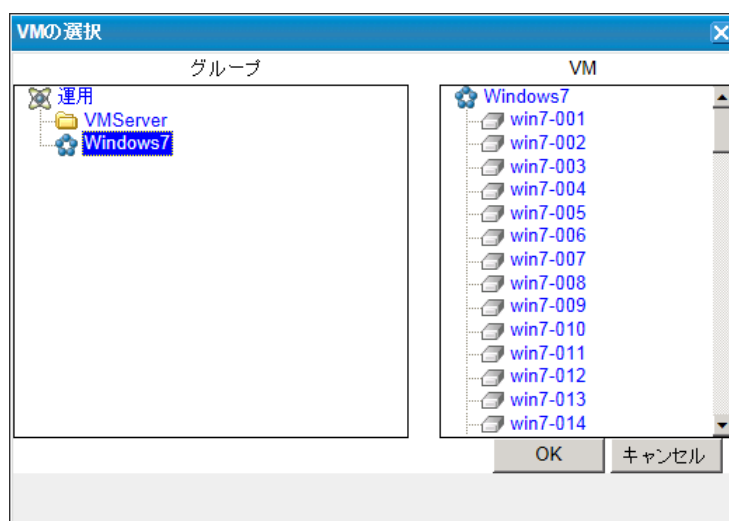 VMの選択
グループ
運用
VMServer
Windows7
VM
Windows7
win7-001
win7-002
win7-003
win7-004
win7-005
win7-006
win7-007
win7-008
win7-009
win7-010
win7-011
win7-012
win7-013
win7-014
OK
キャンセル